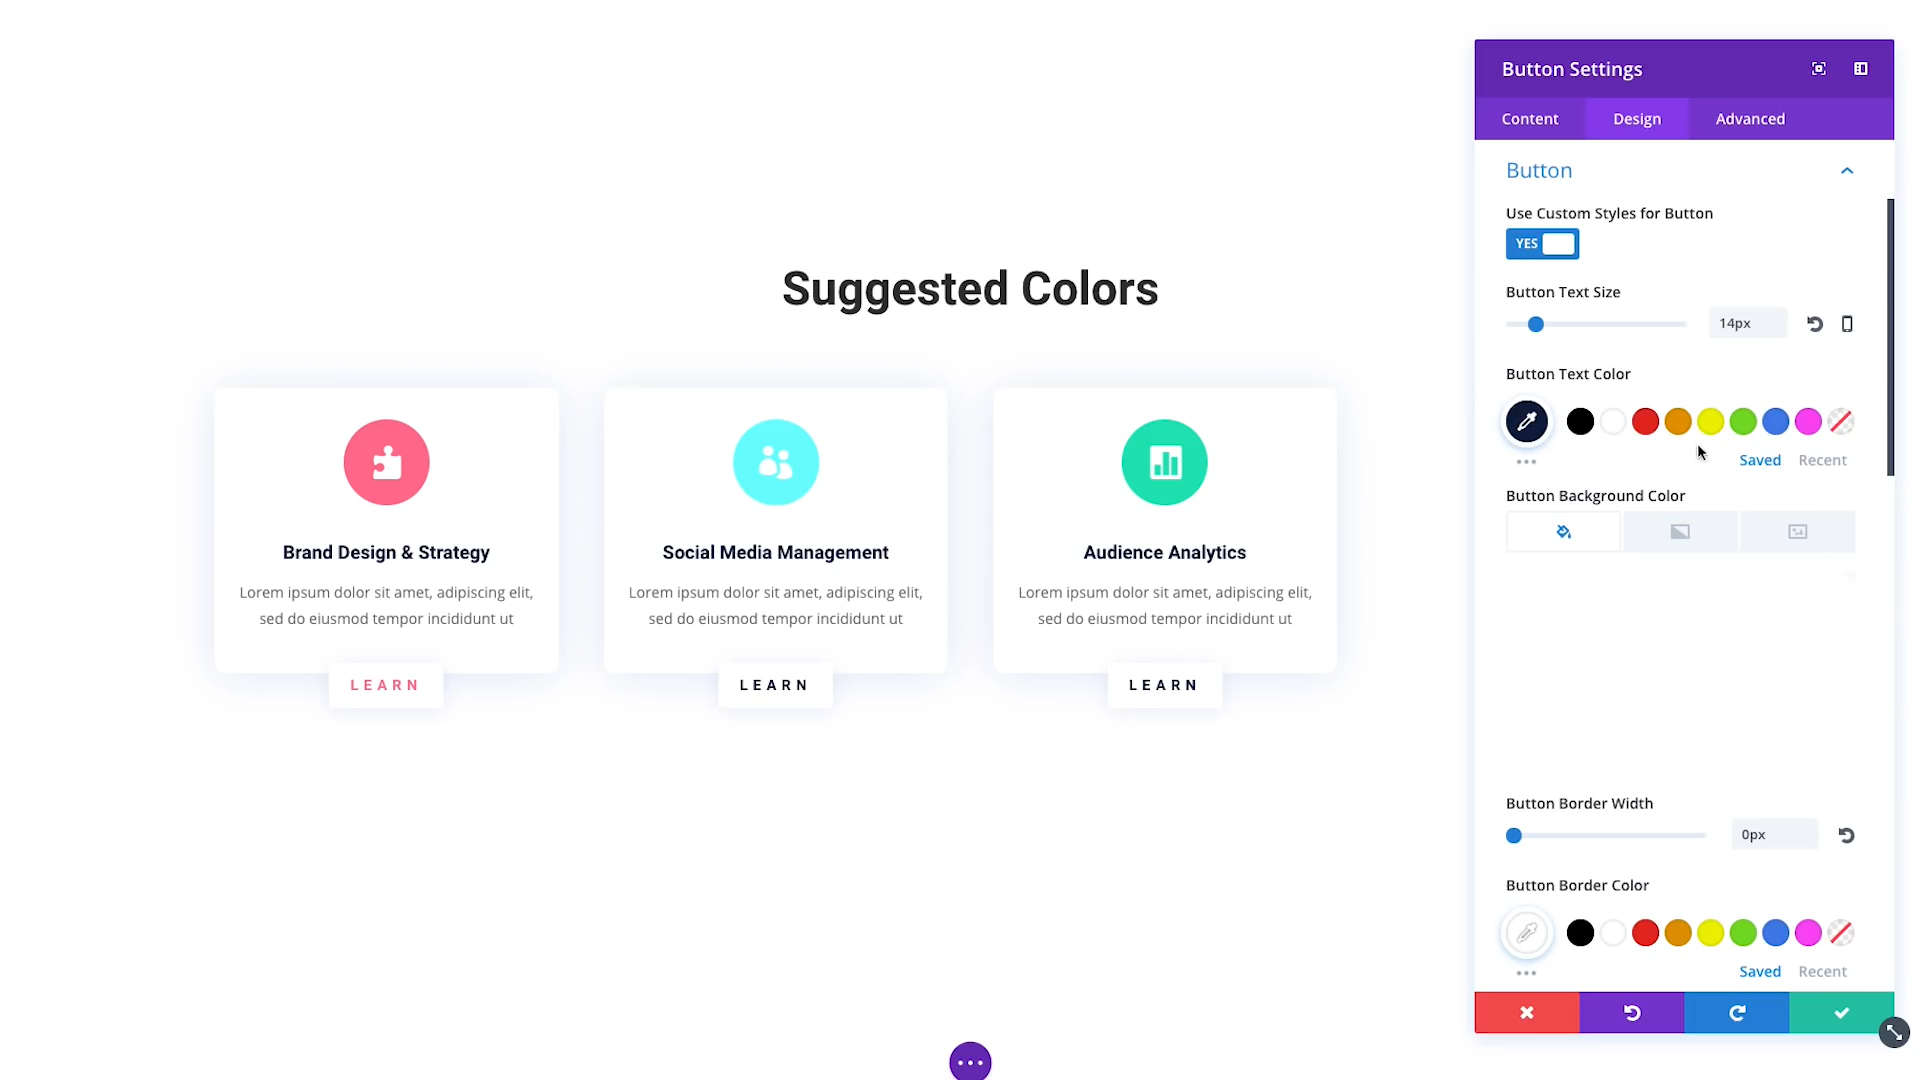 Button Settings
Content Design Advanced
Button
Use Custom Styles for Button
YES
Button Text Size
14px
Button Text Color
Saved Recent
Button Background Color
Button Border Width
0px
Button Border Color
Saved Recent
Suggested Colors
Brand Design & Strategy
Lorem ipsum dolor sit amet, adipiscing elit,
sed do eiusmod tempor incididunt ut
LEARN
Social Media Management
Lorem ipsum dolor sit amet, adipiscing elit,
sed do eiusmod tempor incididunt ut
LEARN
Audience Analytics
Lorem ipsum dolor sit amet, adipiscing elit,
sed do eiusmod tempor incididunt ut
LEARN